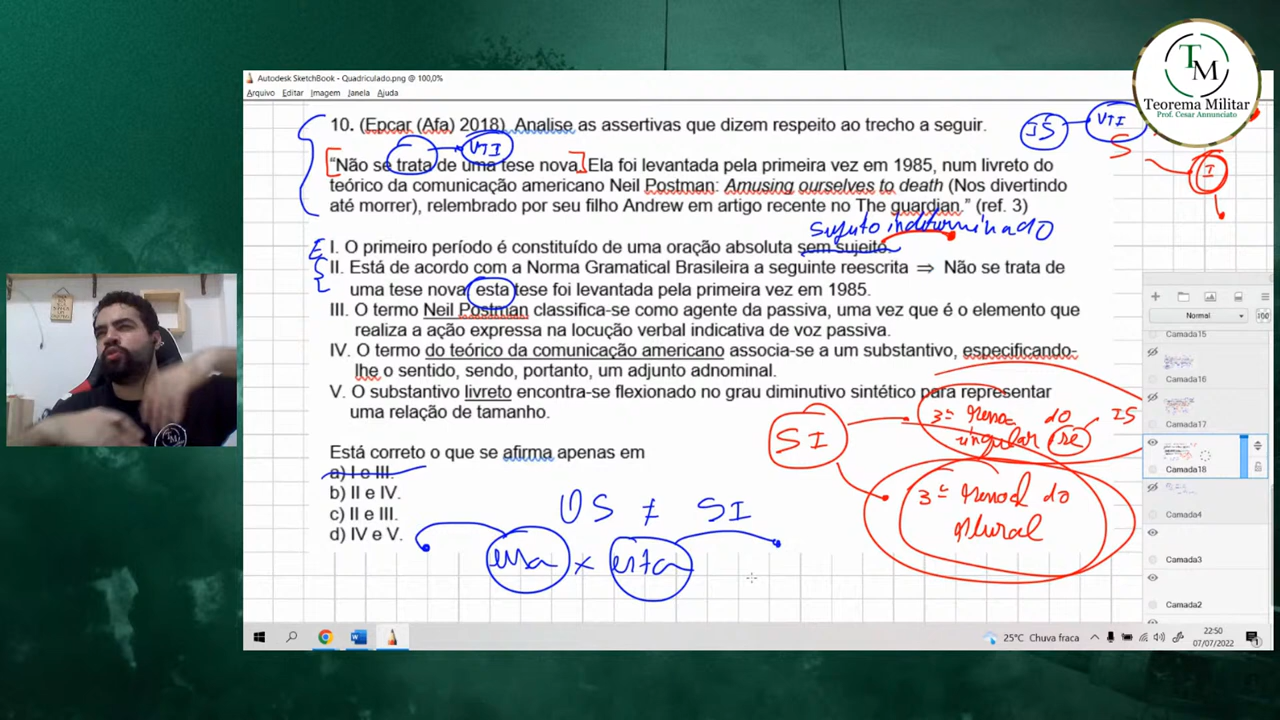 Autodesk SketchBook - Quadriculado.png @ 100,0%
Arquivo Editar Imagem Janela Ajuda
TM
Teorema Militar
Prof. Cesar Annunciato
10. (Epcar (Afa) 2018) Analise as assertivas que dizem respeito ao trecho a seguir.
IS VTI
VTI
S
I
"Não se trata de uma tese nova. Ela foi levantada pela primeira vez em 1985, num livreto do
teórico da comunicação americano Neil Postman: Amusing ourselves to death (Nos divertindo
até morrer), relembrado por seu filho Andrew em artigo recente no The guardian." (ref. 3)
sujeito indeterminado
E I. O primeiro período é constituído de uma oração absoluta sem sujeito.
II. Está de acordo com a Norma Gramatical Brasileira a seguinte reescrita ⇒ Não se trata de
uma tese nova, esta tese foi levantada pela primeira vez em 1985.
III. O termo Neil Postman classifica-se como agente da passiva, uma vez que é o elemento que
realiza a ação expressa na locução verbal indicativa de voz passiva.
IV. O termo do teórico da comunicação americano associa-se a um substantivo, especificando-
lhe o sentido, sendo, portanto, um adjunto adnominal.
V. O substantivo livreto encontra-se flexionado no grau diminutivo sintético para representar
uma relação de tamanho.
SI
3ª do
se IS
3ª do
plural
Está correto o que se afirma apenas em
a) I e III.
b) II e IV.
c) II e III.
d) IV e V.
OS ≠ SI
essa × esta
Normal
100
Camada15
Camada16
Camada17
Camada18
Camada4
Camada3
Camada2
25°C Chuva fraca
22:50
07/07/2022